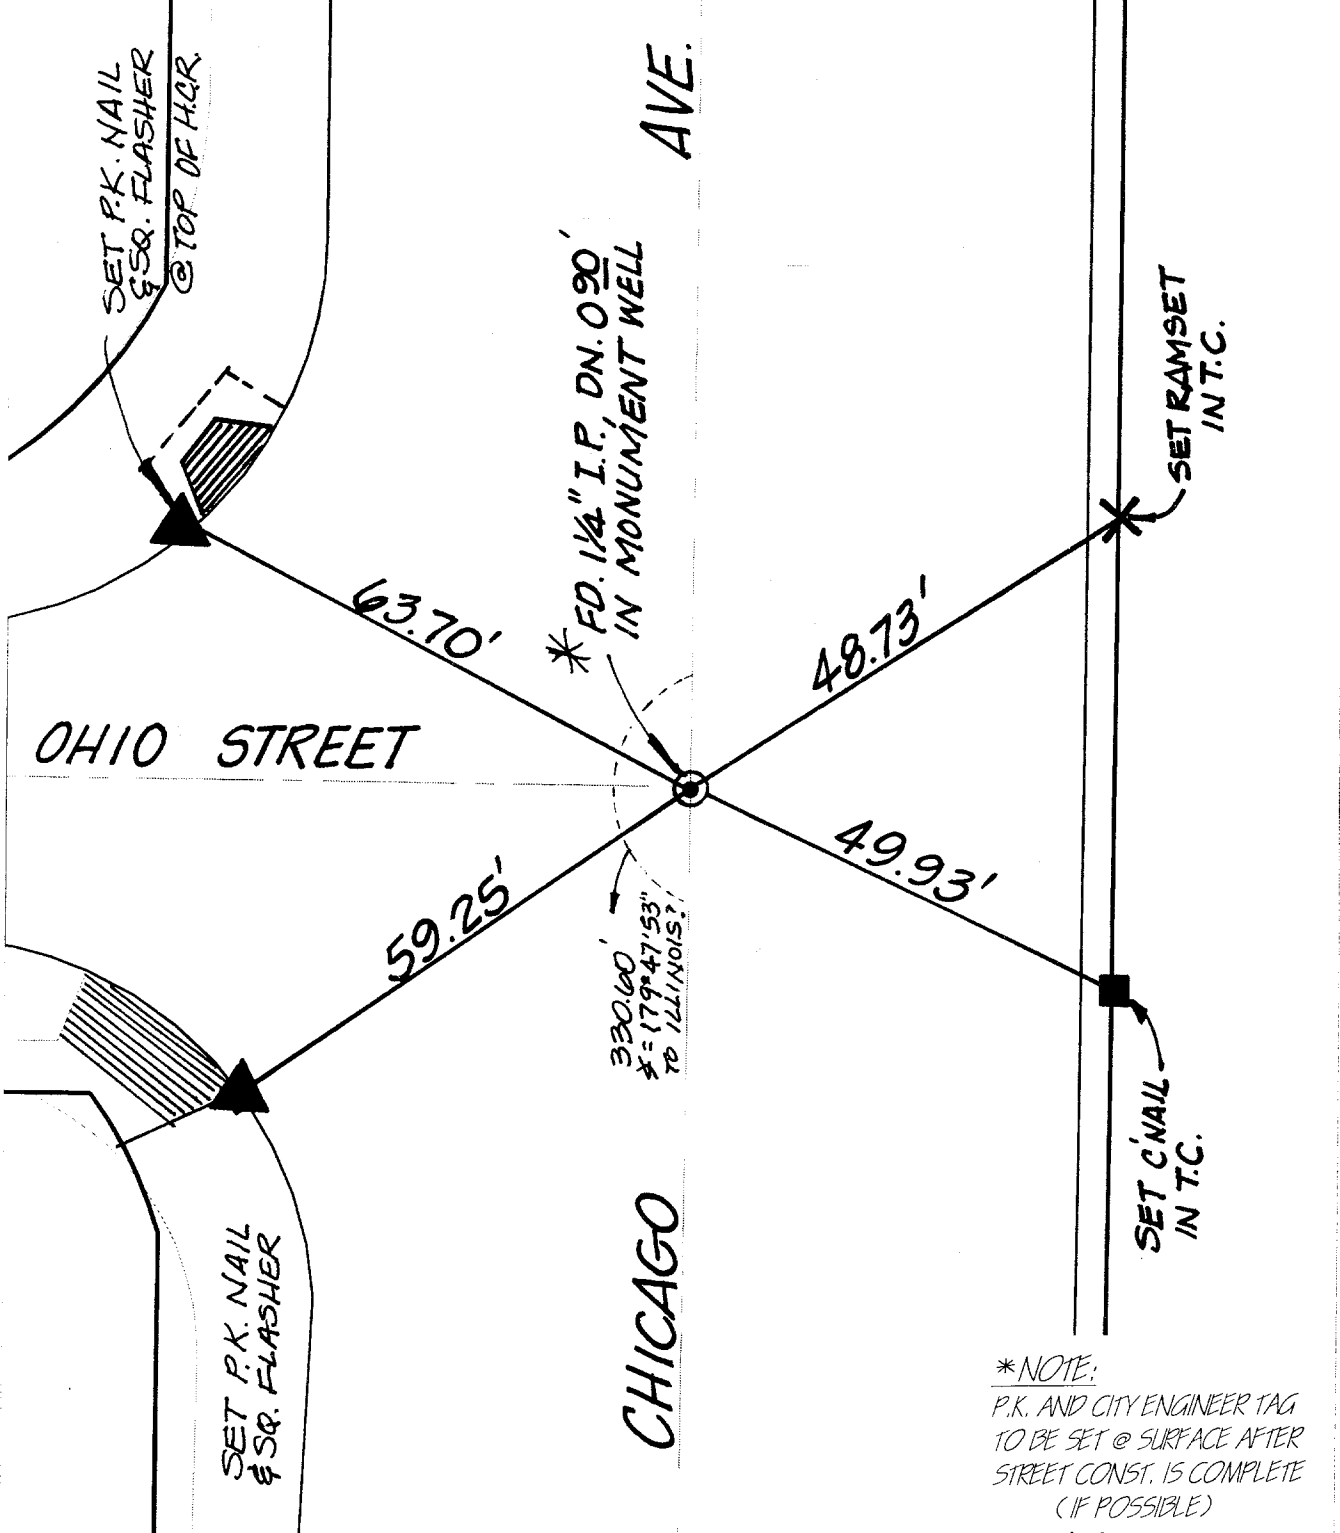 SET P.K. NAIL
& SQ. FLASHER
@ TOP OF H.C.R.
AVE.
* FD. 1¼" I.P., DN. 0.90'
IN MONUMENT WELL
SET RAMSET
IN T.C.
63.70'
48.73'
OHIO STREET
59.25'
49.93'
330.60'
∡ = 179°47'53"
TO ILLINOIS?!
SET C'NAIL
IN T.C.
SET P.K. NAIL
& SQ. FLASHER
CHICAGO
*NOTE:
P.K. AND CITY ENGINEER TAG
TO BE SET @ SURFACE AFTER
STREET CONST. IS COMPLETE
(IF POSSIBLE)